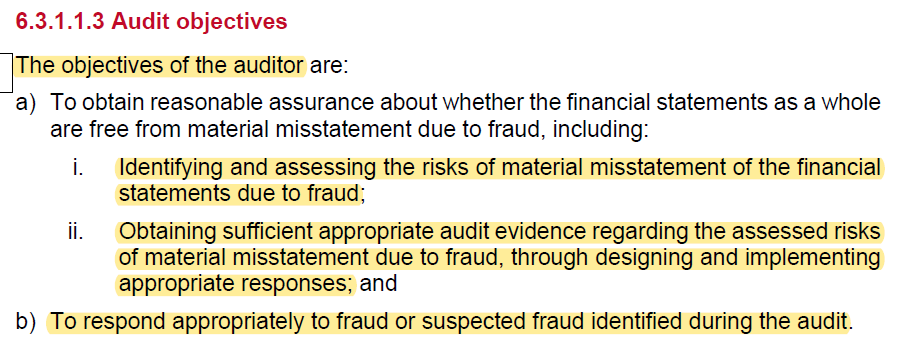 6.3.1.1.3 Audit objectives
The objectives of the auditor are:
a) To obtain reasonable assurance about whether the financial statements as a whole
are free from material misstatement due to fraud, including:
i. Identifying and assessing the risks of material misstatement of the financial
statements due to fraud;
ii. Obtaining sufficient appropriate audit evidence regarding the assessed risks
of material misstatement due to fraud, through designing and implementing
appropriate responses; and
b) To respond appropriately to fraud or suspected fraud identified during the audit.